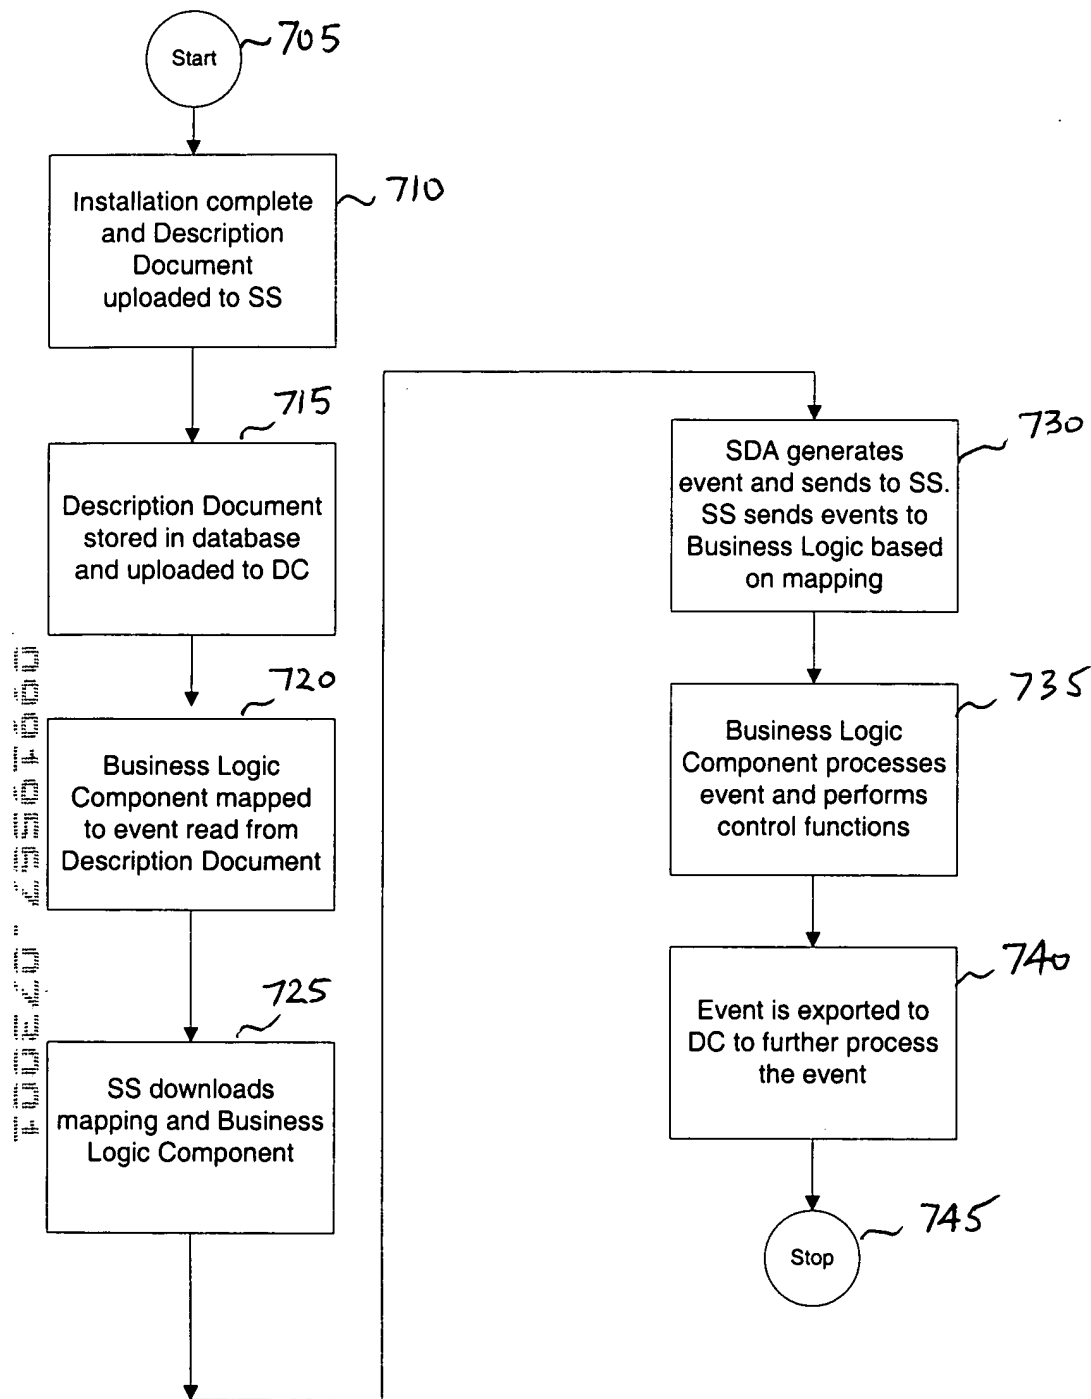 Start
705
Installation complete
and Description
Document
uploaded to SS
710
715
Description Document
stored in database
and uploaded to DC
720
Business Logic
Component mapped
to event read from
Description Document
725
SS downloads
mapping and Business
Logic Component
730
SDA generates
event and sends to SS.
SS sends events to
Business Logic based
on mapping
735
Business Logic
Component processes
event and performs
control functions
740
Event is exported to
DC to further process
the event
745
Stop